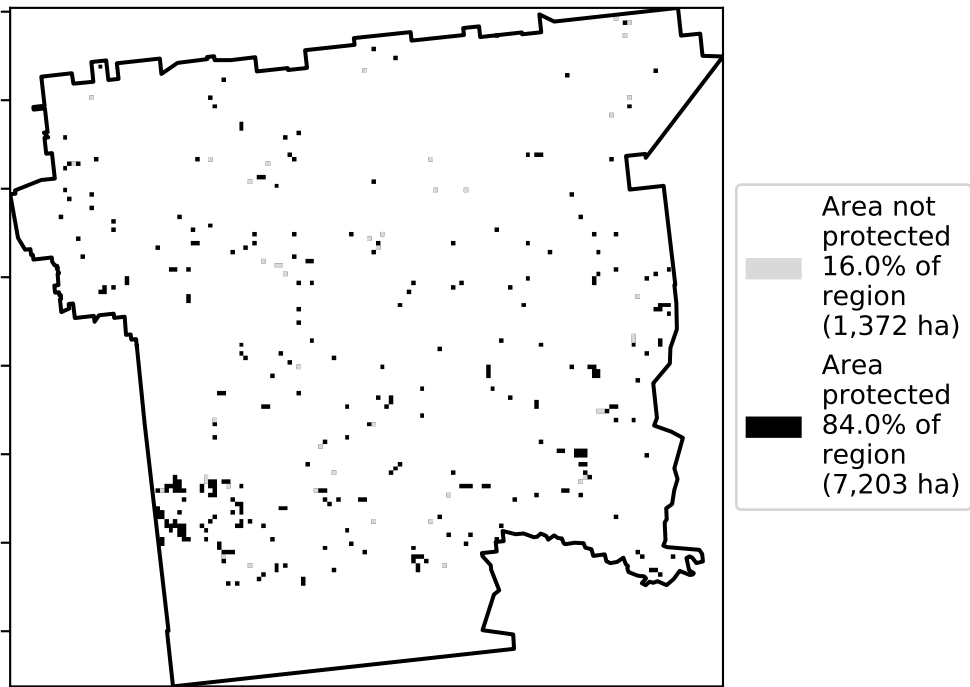 Area not
protected
16.0% of
region
(1,372 ha)
Area
protected
84.0% of
region
(7,203 ha)